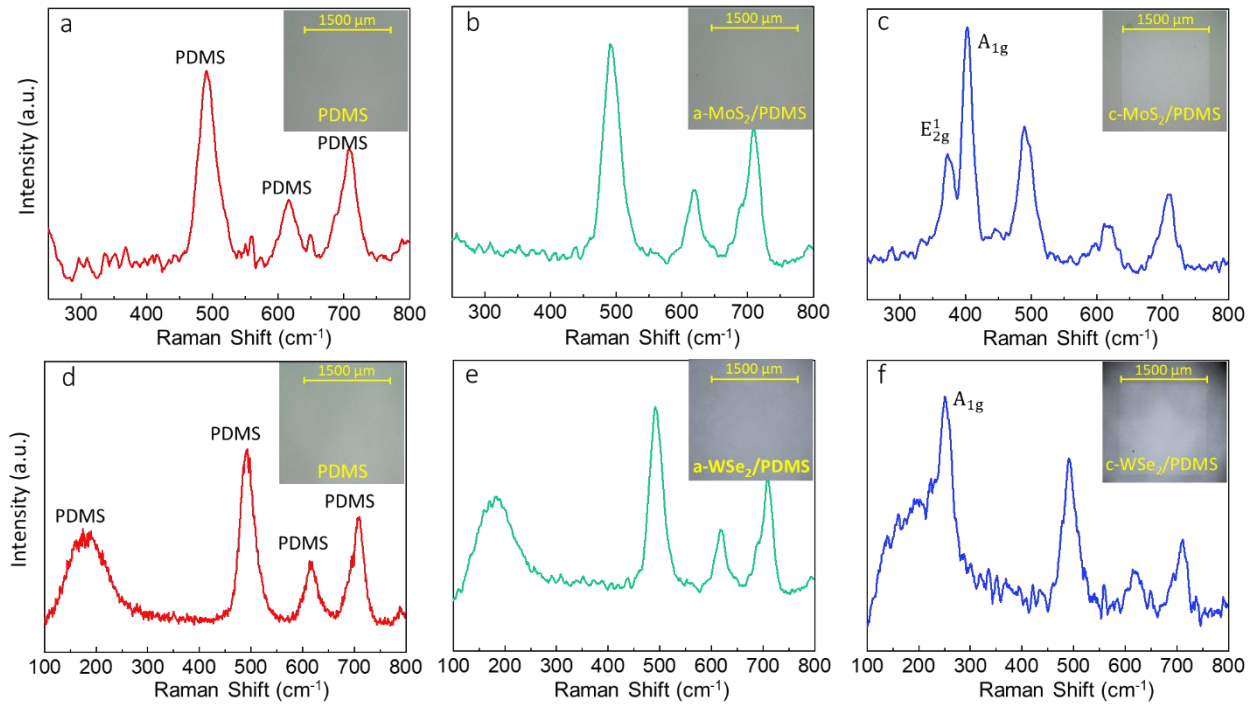 a
1500 µm
PDMS
PDMS
PDMS
PDMS
Intensity (a.u.)
250 300 400 500 600 700 800
Raman Shift (cm⁻¹)
b
1500 µm
a-MoS₂/PDMS
300 400 500 600 700 800
Raman Shift (cm⁻¹)
c
1500 µm
A₁g
E¹₂g
c-MoS₂/PDMS
300 400 500 600 700 800
Raman Shift (cm⁻¹)
d
1500 µm
PDMS
PDMS
PDMS
PDMS
PDMS
Intensity (a.u.)
100 200 300 400 500 600 700 800
Raman Shift (cm⁻¹)
e
1500 µm
a-WSe₂/PDMS
100 200 300 400 500 600 700 800
Raman Shift (cm⁻¹)
f
1500 µm
A₁g
c-WSe₂/PDMS
100 200 300 400 500 600 700 800
Raman Shift (cm⁻¹)